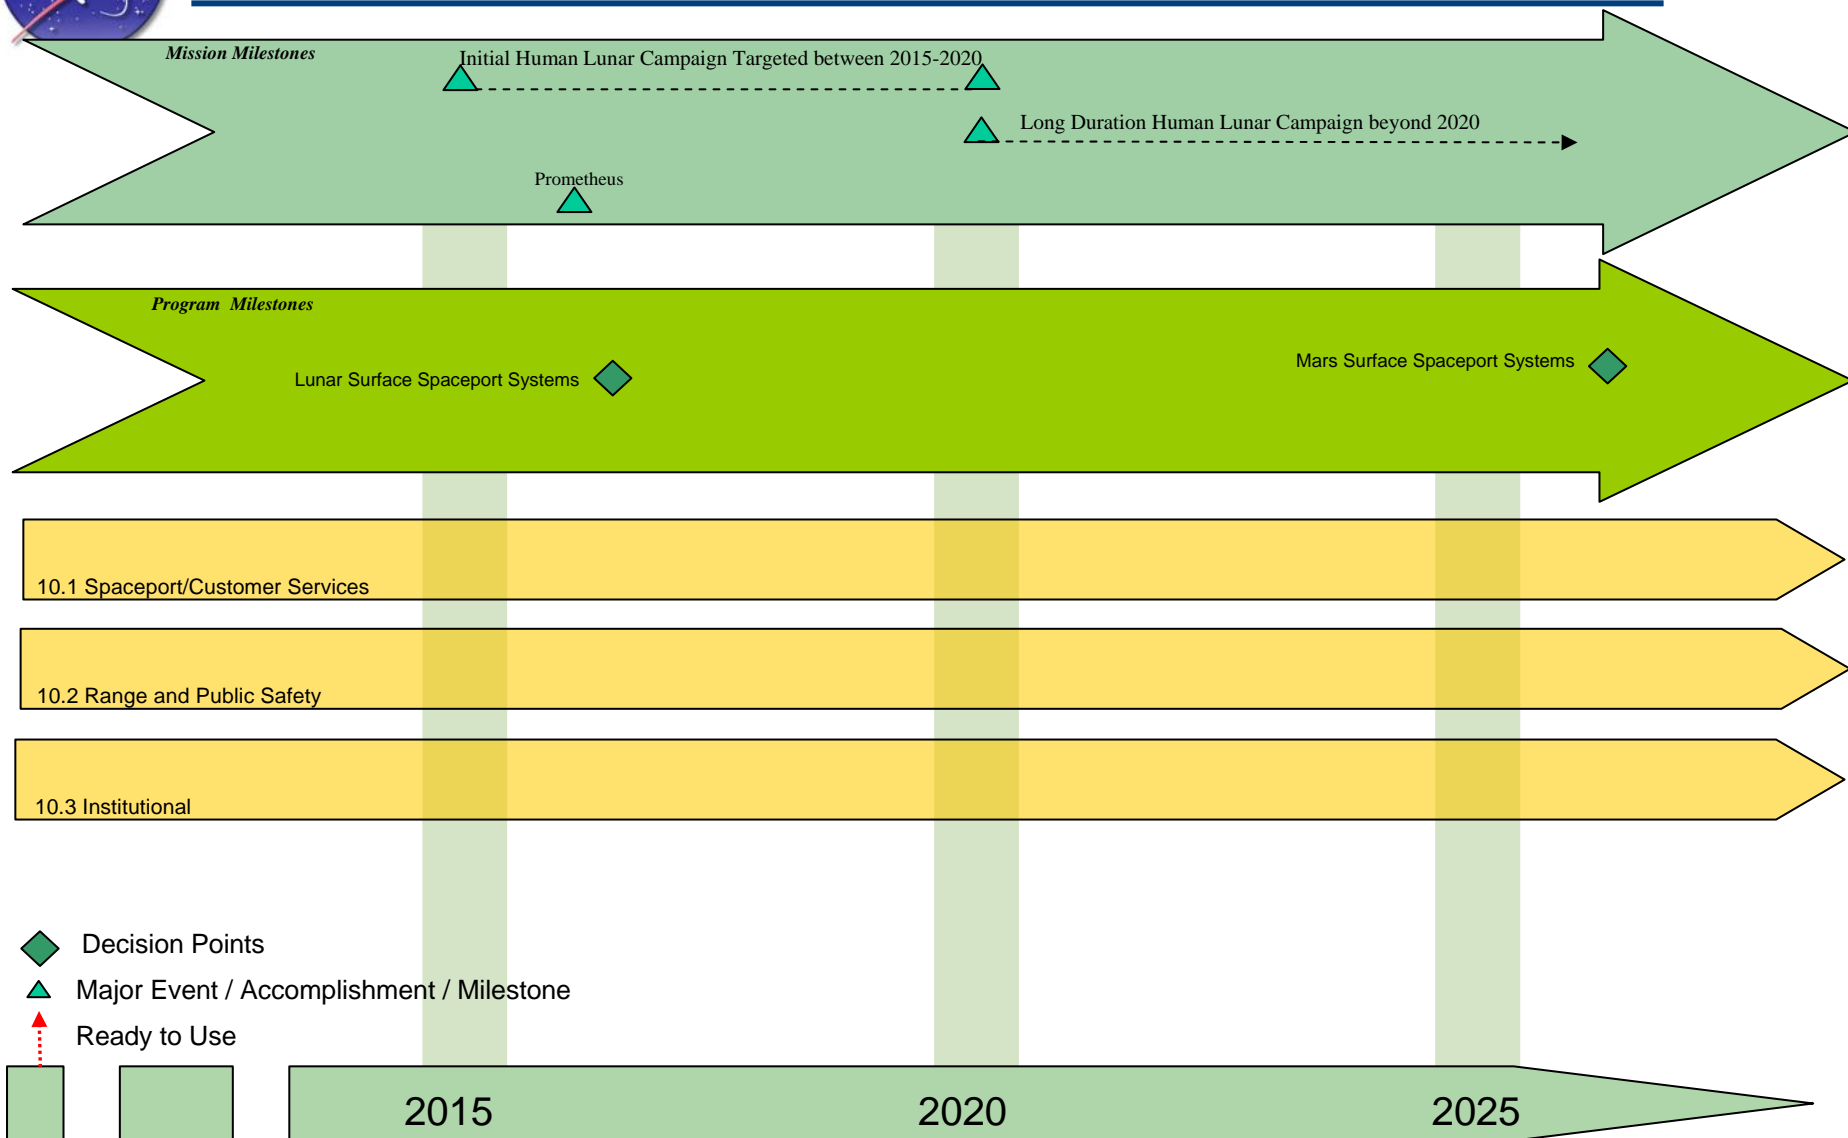 Mission Milestones
Initial Human Lunar Campaign Targeted between 2015-2020
Long Duration Human Lunar Campaign beyond 2020
Prometheus
Program Milestones
Mars Surface Spaceport Systems
Lunar Surface Spaceport Systems
10.1 Spaceport/Customer Services
10.2 Range and Public Safety
10.3 Institutional
Decision Points
Major Event / Accomplishment / Milestone
Ready to Use
2015 2020 2025